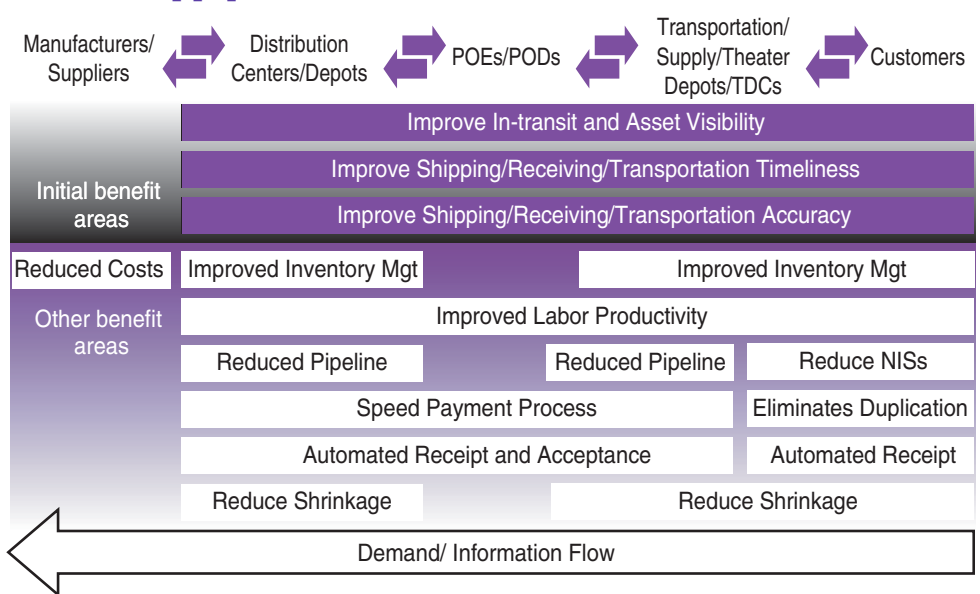 Manufacturers/
Suppliers
Distribution
Centers/Depots
POEs/PODs
Transportation/
Supply/Theater
Depots/TDCs
Customers
Improve In-transit and Asset Visibility
Improve Shipping/Receiving/Transportation Timeliness
Improve Shipping/Receiving/Transportation Accuracy
Initial benefit
areas
Reduced Costs
Improved Inventory Mgt
Improved Inventory Mgt
Other benefit
areas
Improved Labor Productivity
Reduced Pipeline
Reduced Pipeline
Reduce NISs
Speed Payment Process
Eliminates Duplication
Automated Receipt and Acceptance
Automated Receipt
Reduce Shrinkage
Reduce Shrinkage
Demand/ Information Flow